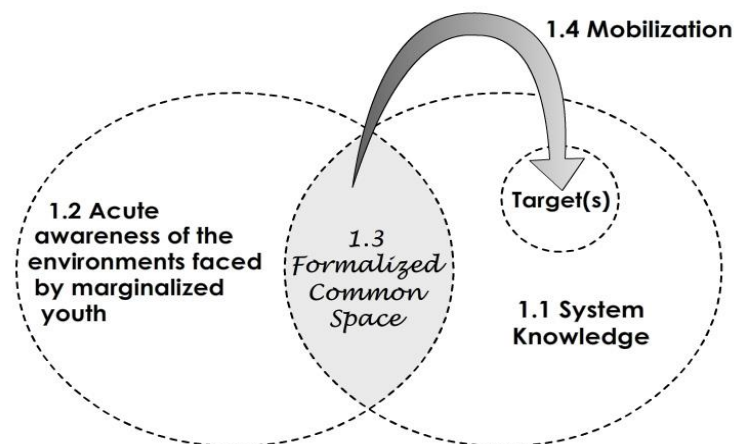 1.4 Mobilization
Target(s)
1.2 Acute
awareness of the
environments faced
by marginalized
youth
1.3
Formalized
Common
Space
1.1 System
Knowledge